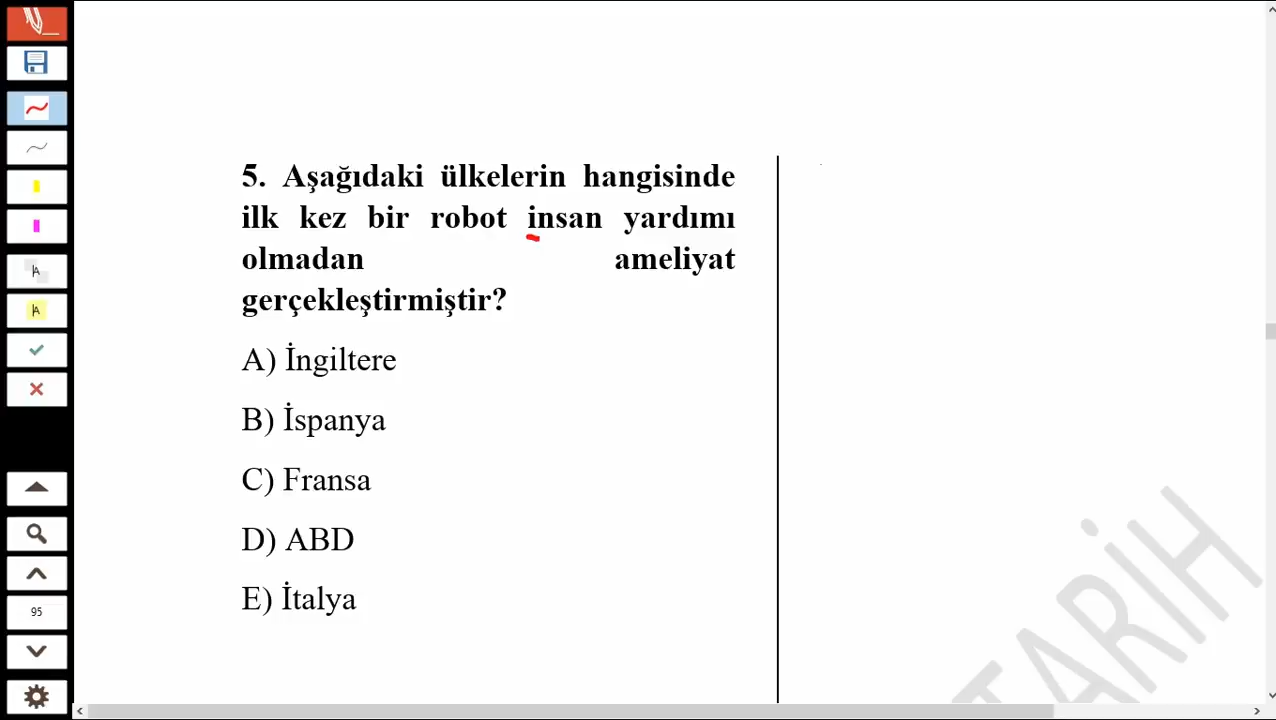 5. Aşağıdaki ülkelerin hangisinde
ilk kez bir robot insan yardımı
olmadan ameliyat
gerçekleştirmiştir?
A) İngiltere
B) İspanya
C) Fransa
D) ABD
E) İtalya
TARİH
A
A
95